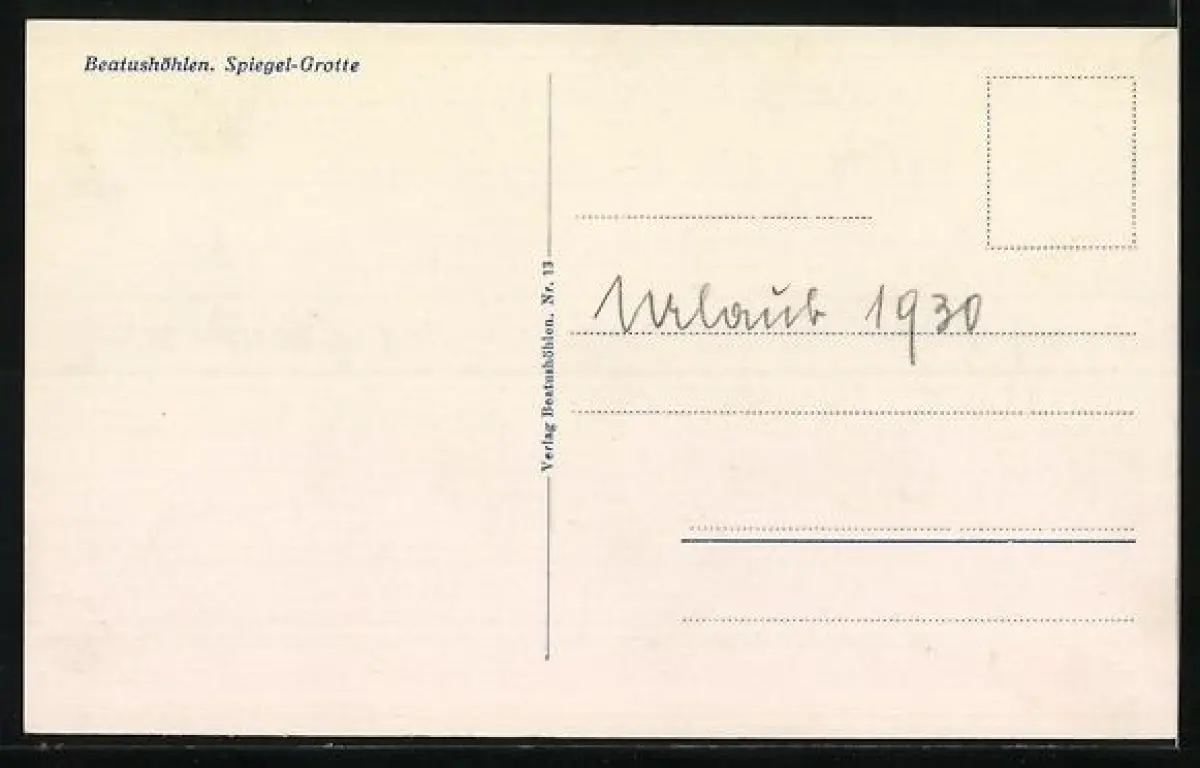 Beatushöhlen. Spiegel-Grotte
Verlag Beatushöhlen. Nr. 13
Urlaub 1930